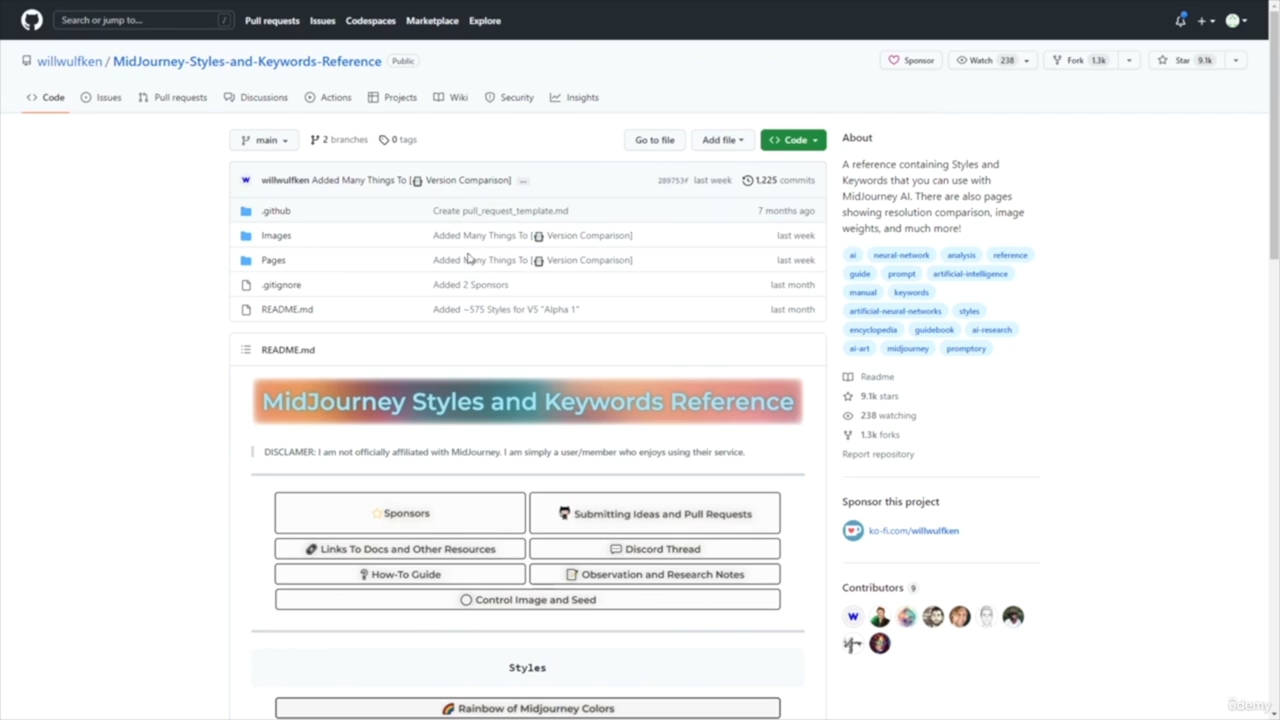 Search or jump to... /
Pull requests Issues Codespaces Marketplace Explore
willwulfken / MidJourney-Styles-and-Keywords-Reference Public
Sponsor Watch 238 Fork 1.3k Star 9.1k
Code Issues Pull requests Discussions Actions Projects Wiki Security Insights
main 2 branches 0 tags Go to file Add file Code
willwulfken Added Many Things To [ Version Comparison] ... 289753f last week 1,225 commits
.github Create pull_request_template.md 7 months ago
Images Added Many Things To [ Version Comparison] last week
Pages Added Many Things To [ Version Comparison] last week
.gitignore Added 2 Sponsors last month
README.md Added ~575 Styles for V5 "Alpha 1" last month
README.md
MidJourney Styles and Keywords Reference
DISCLAMER: I am not officially affiliated with MidJourney. I am simply a user/member who enjoys using their service.
Sponsors Submitting Ideas and Pull Requests
Links To Docs and Other Resources Discord Thread
How-To Guide Observation and Research Notes
Control Image and Seed
Styles
Rainbow of Midjourney Colors
About
A reference containing Styles and
Keywords that you can use with
MidJourney AI. There are also pages
showing resolution comparison, image
weights, and much more!
ai neural-network analysis reference
guide prompt artificial-intelligence
manual keywords
artificial-neural-networks styles
encyclopedia guidebook ai-research
ai-art midjourney promptory
Readme
9.1k stars
238 watching
1.3k forks
Report repository
Sponsor this project
ko-fi.com/willwulfken
Contributors 9
W
ûdemy